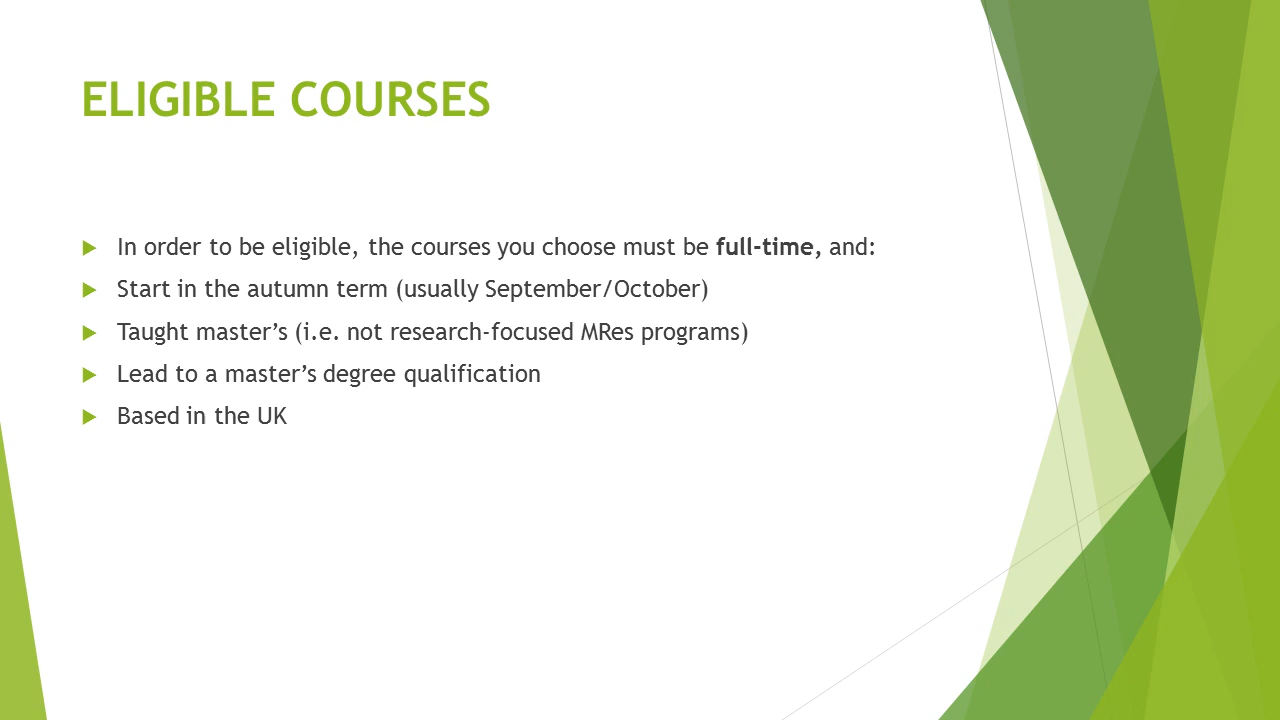 ELIGIBLE COURSES
In order to be eligible, the courses you choose must be full-time, and:
Start in the autumn term (usually September/October)
Taught master’s (i.e. not research-focused MRes programs)
Lead to a master’s degree qualification
Based in the UK